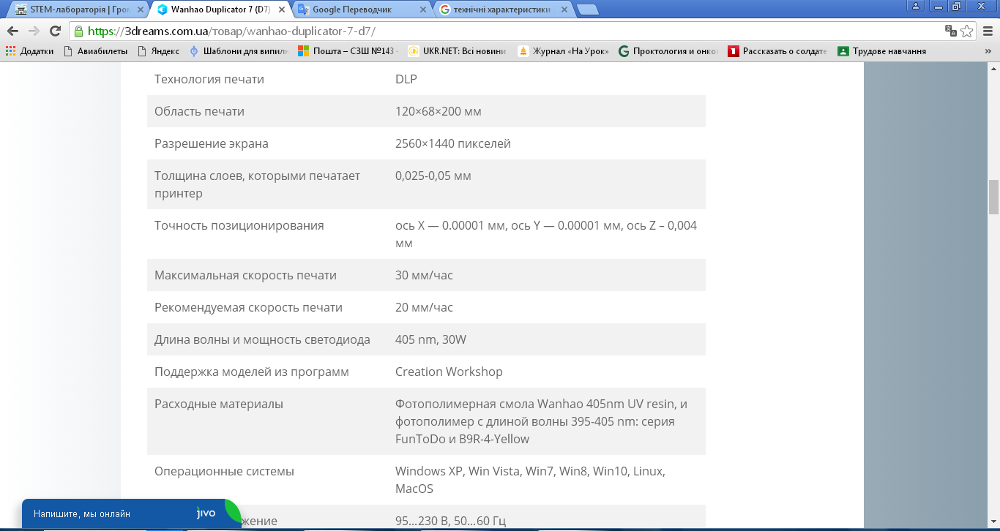 STEM-лабораторія | Гром
Wanhao Duplicator 7 (D7)
Google Переводчик
технічні характеристики
https://3dreams.com.ua/товар/wanhao-duplicator-7-d7/
Додатки
Авиабилеты
Яндекс
Шаблони для випил
Пошта – СЗШ №143 -
UKR.NET: Всі новини
Журнал «На Урок»
Проктология и онко
Рассказать о солдате
Трудове навчання
»
Технология печати DLP
Область печати 120×68×200 мм
Разрешение экрана 2560×1440 пикселей
Толщина слоев, которыми печатает 0,025-0,05 мм
принтер
Точность позиционирования ось X — 0.00001 мм, ось Y — 0.00001 мм, ось Z – 0,004
мм
Максимальная скорость печати 30 мм/час
Рекомендуемая скорость печати 20 мм/час
Длина волны и мощность светодиода 405 nm, 30W
Поддержка моделей из программ Creation Workshop
Расходные материалы Фотополимерная смола Wanhao 405nm UV resin, и
фотополимер с длиной волны 395-405 nm: серия
FunToDo и B9R-4-Yellow
Операционные системы Windows XP, Win Vista, Win7, Win8, Win10, Linux,
MacOS
жение 95…230 В, 50…60 Гц
Напишите, мы онлайн jivo